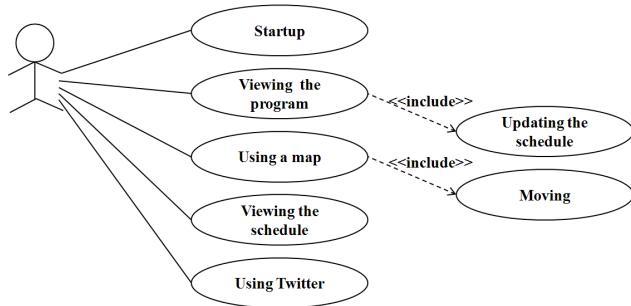 Startup
Viewing the
program
<<include>>
Updating the
schedule
Using a map
<<include>>
Moving
Viewing the
schedule
Using Twitter